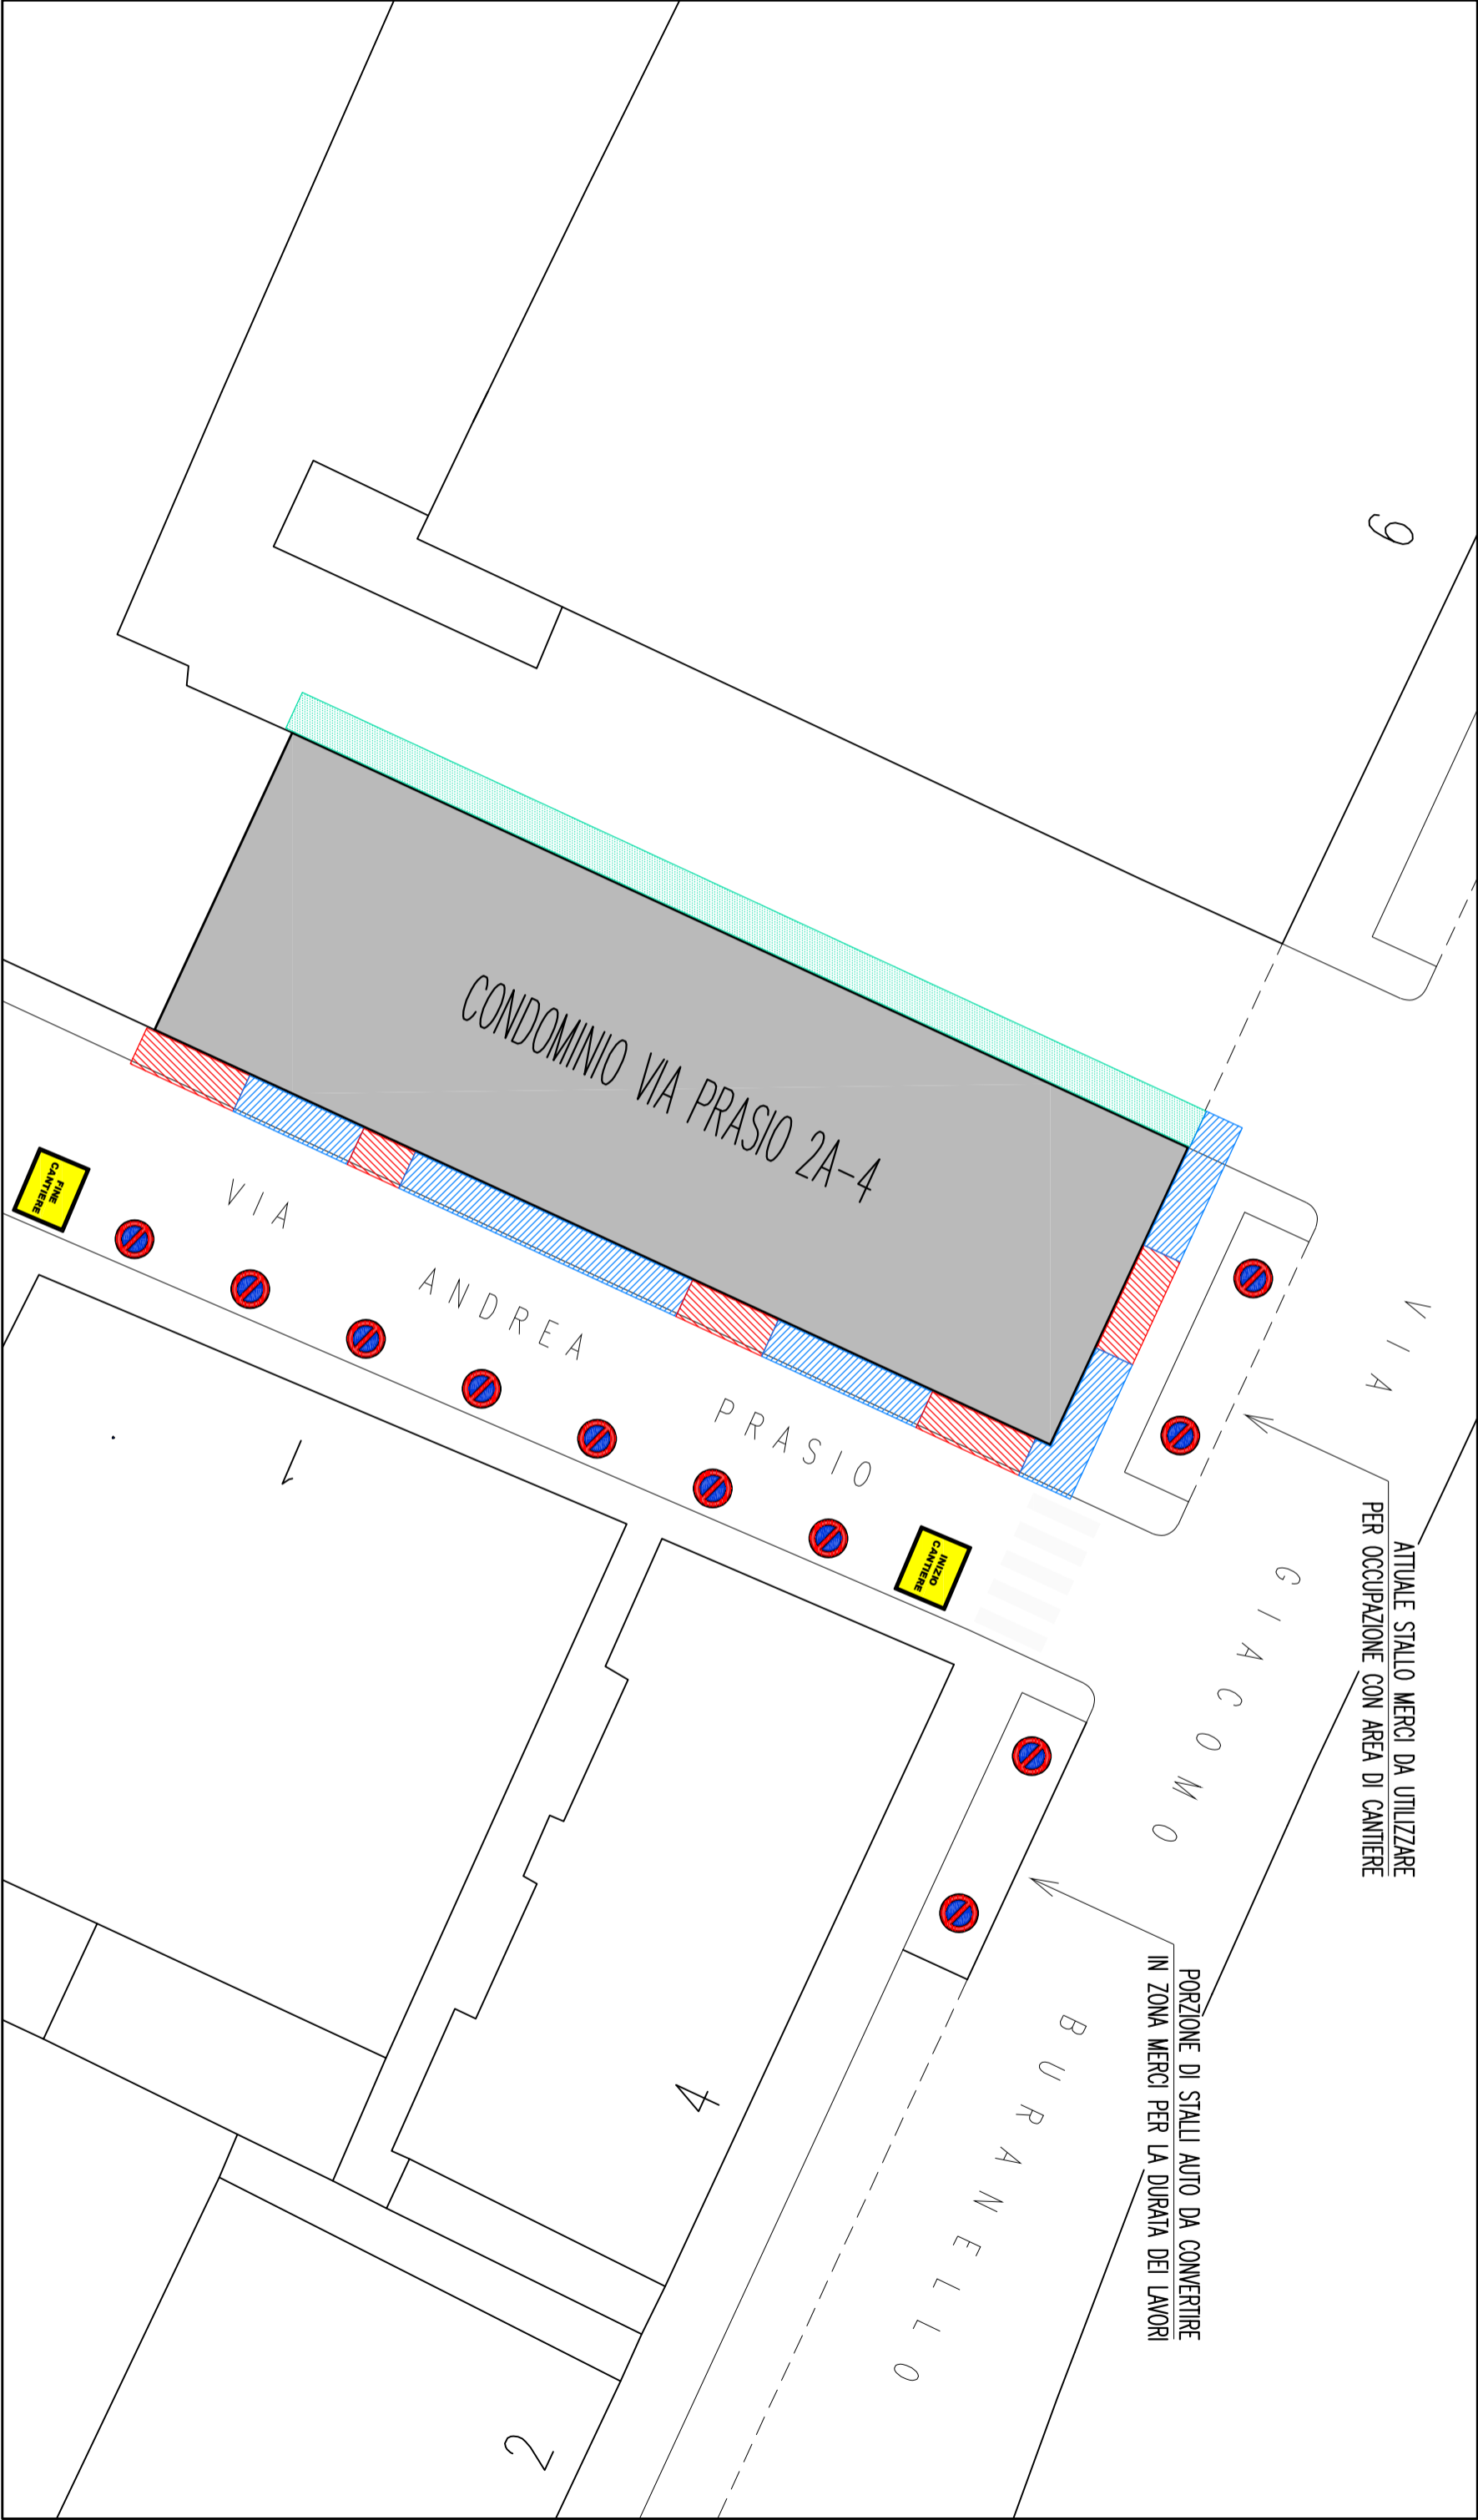 6
VIA GIACOMO BURANELLO
ATTUALE STALLO MERCI DA UTILIZZARE
PER OCCUPAZIONE CON AREA DI CANTIERE
PORZIONE DI STALLI AUTO DA CONVERTIRE
IN ZONA MERCI PER LA DURATA DEI LAVORI
CONDOMINIO VIA PRASIO 2A-4
VIA ANDREA PRASIO
INIZIO
CANTIERE
FINE
CANTIERE
1
4
2